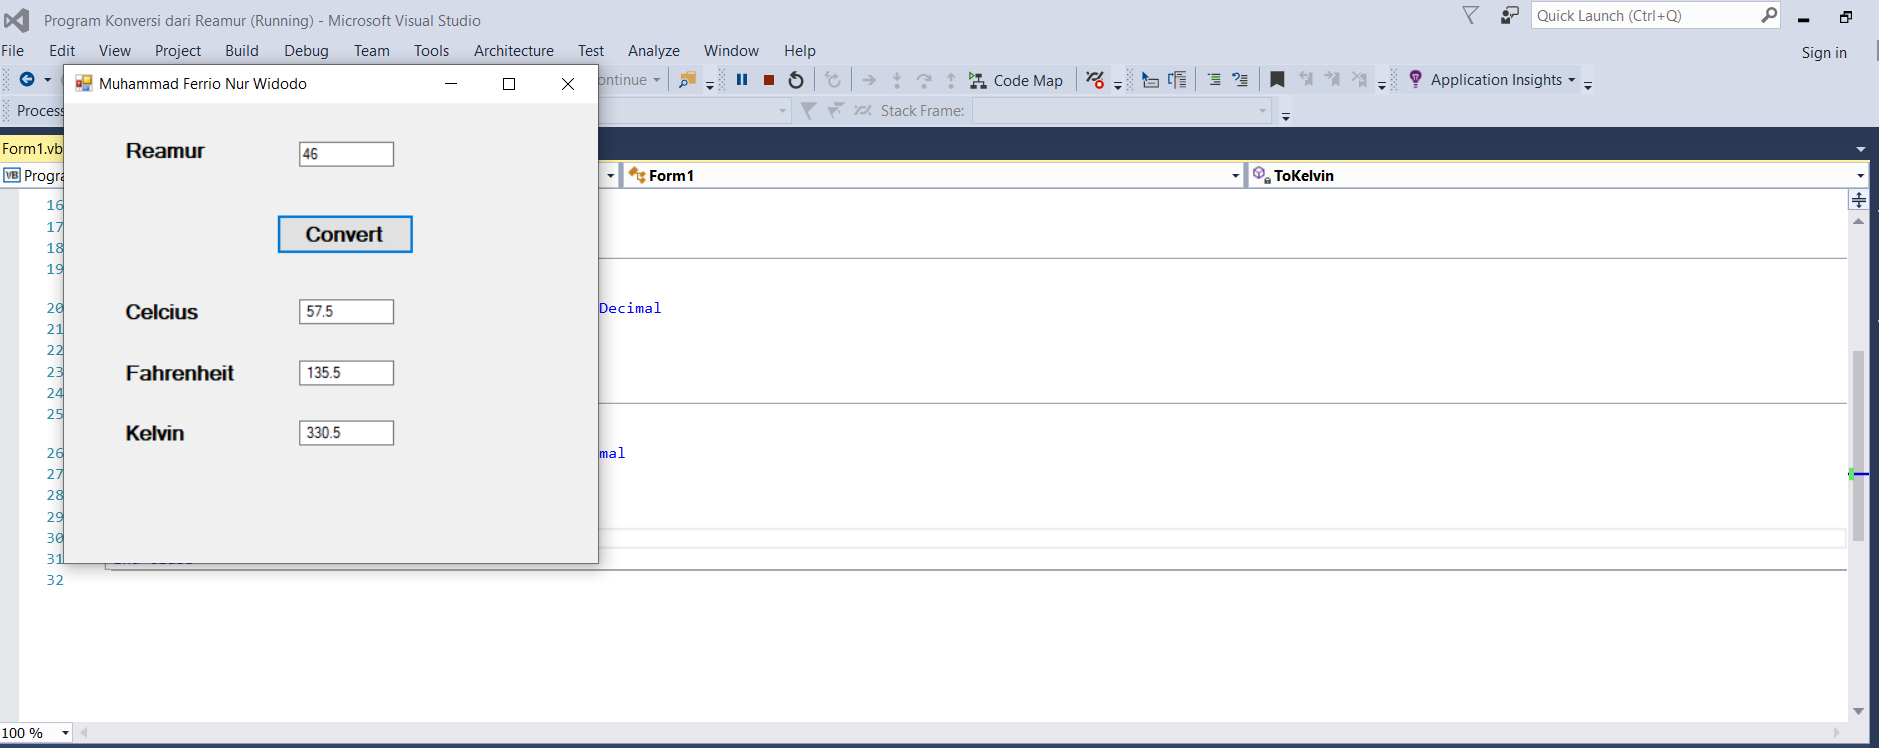 Program Konversi dari Reamur (Running) - Microsoft Visual Studio
Quick Launch (Ctrl+Q)
File Edit View Project Build Debug Team Tools Architecture Test Analyze Window Help
Sign in
Muhammad Ferrio Nur Widodo
ontinue
Code Map
Application Insights
Process
Stack Frame:
Form1.vb
Progra
Form1
ToKelvin
Reamur 46
Convert
Celcius 57.5
Fahrenheit 135.5
Kelvin 330.5
16
17
18
19
20 Decimal
21
22
23
24
25
26 mal
27
28
29
30
31
32
100 %